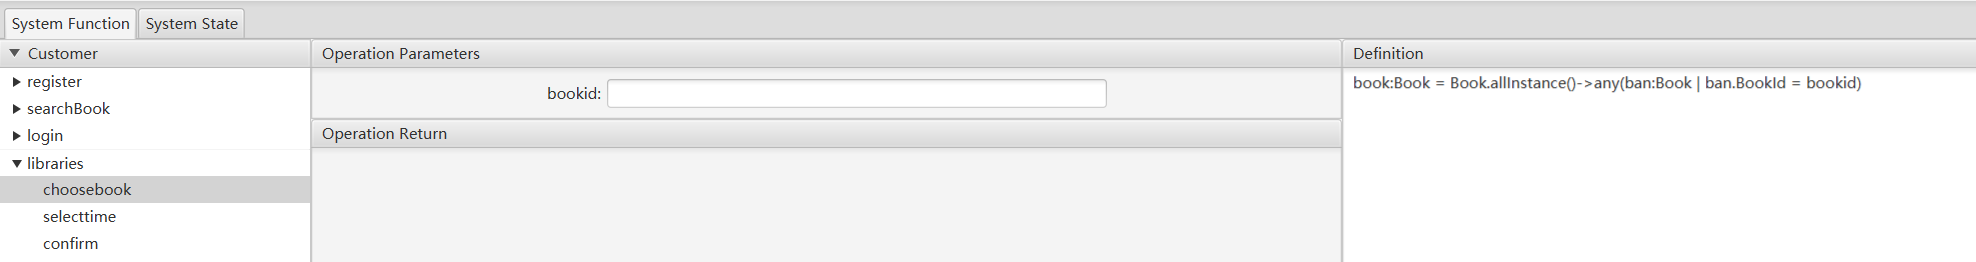 System Function
System State
Customer
register
searchBook
login
libraries
choosebook
selecttime
confirm
Operation Parameters
bookid:
Operation Return
Definition
book:Book = Book.allInstance()->any(ban:Book | ban.BookId = bookid)